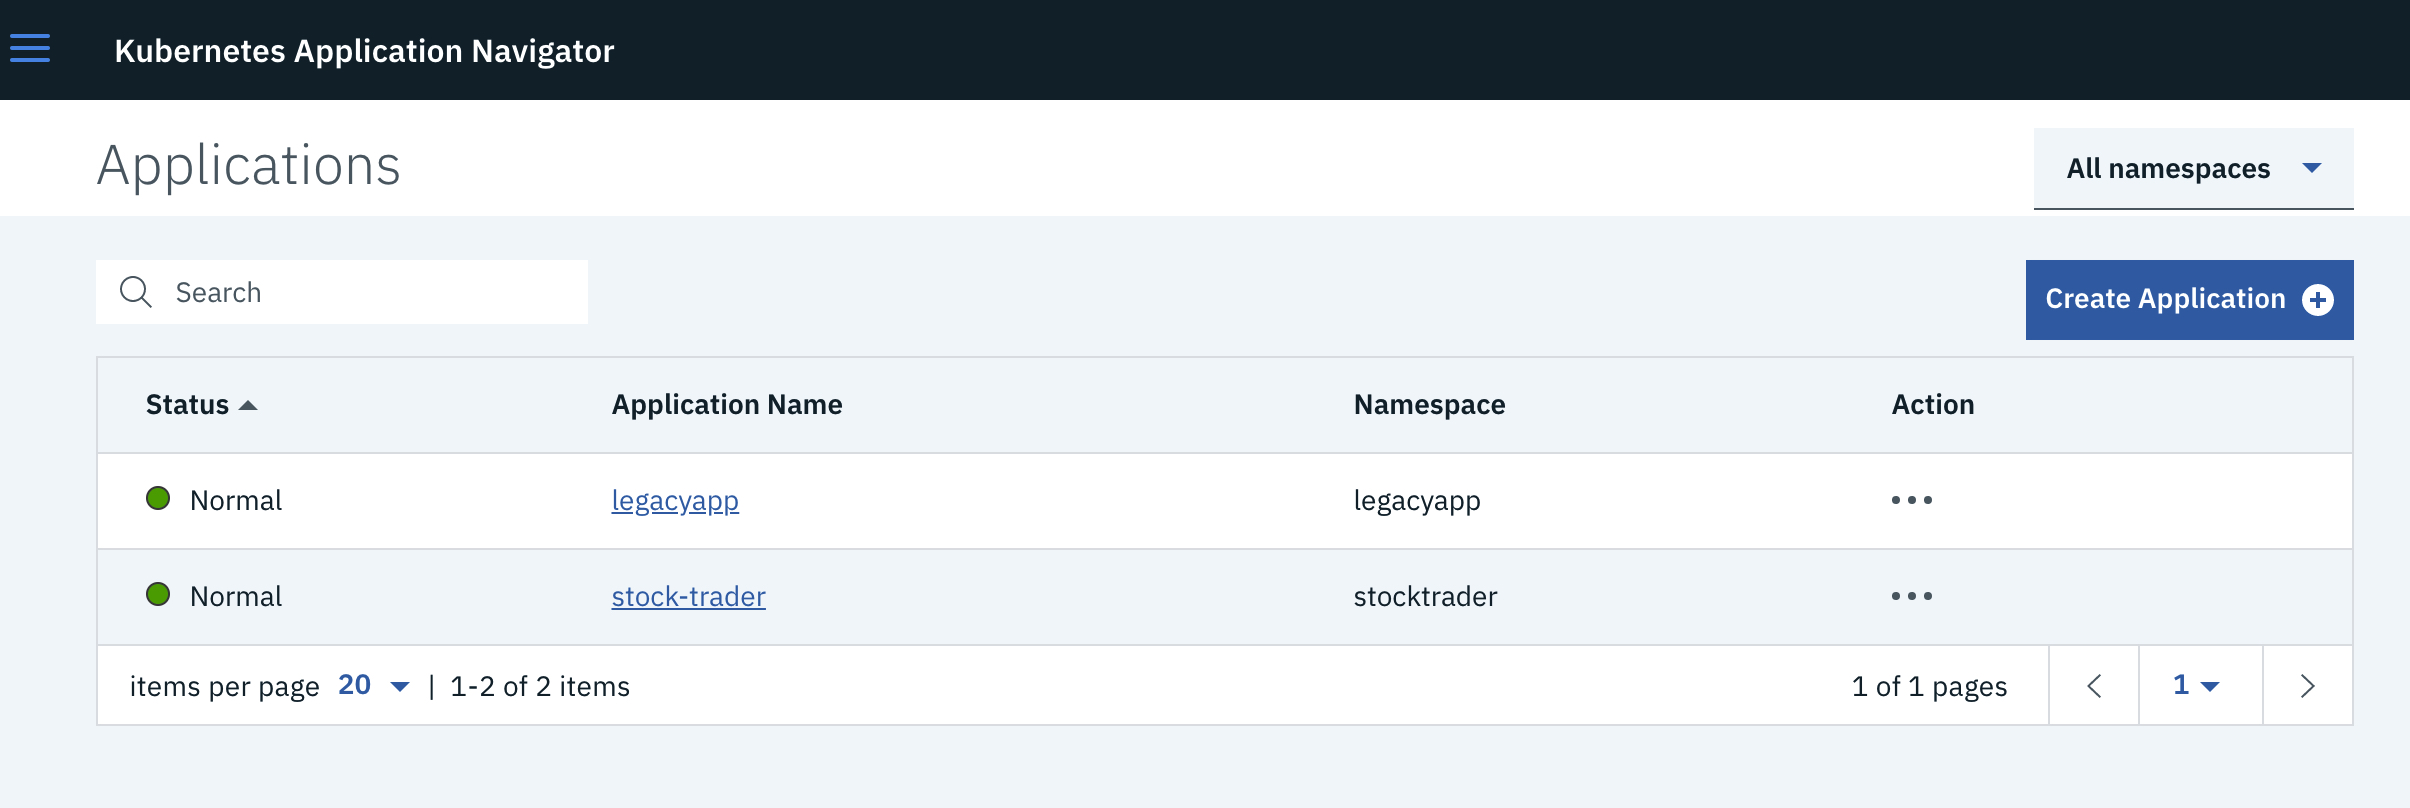 Kubernetes Application Navigator
Applications
All namespaces
Search
Create Application
Status Application Name Namespace Action
Normal legacyapp legacyapp
Normal stock-trader stocktrader
items per page 20 | 1-2 of 2 items 1 of 1 pages 1